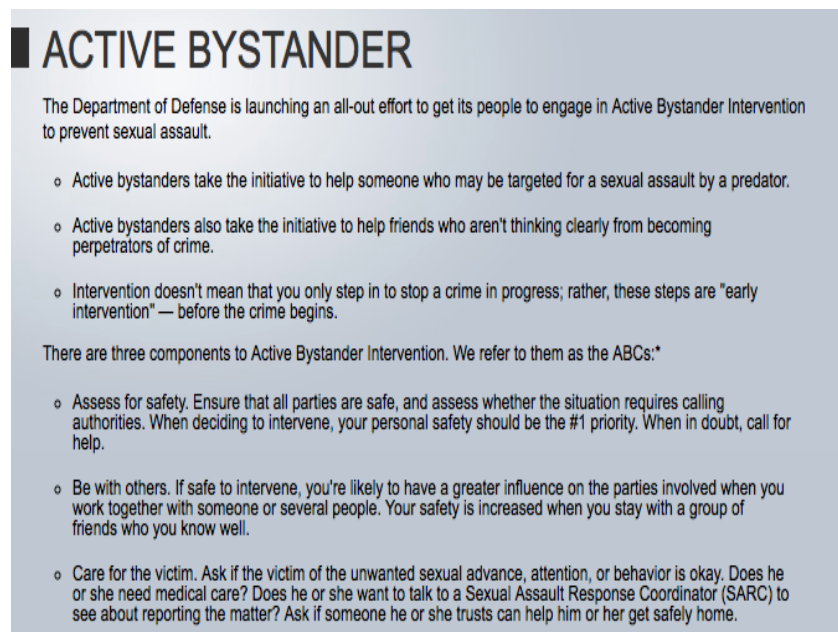 ACTIVE BYSTANDER
The Department of Defense is launching an all-out effort to get its people to engage in Active Bystander Intervention
to prevent sexual assault.
Active bystanders take the initiative to help someone who may be targeted for a sexual assault by a predator.
Active bystanders also take the initiative to help friends who aren't thinking clearly from becoming
perpetrators of crime.
Intervention doesn't mean that you only step in to stop a crime in progress; rather, these steps are "early
intervention" — before the crime begins.
There are three components to Active Bystander Intervention. We refer to them as the ABCs:*
Assess for safety. Ensure that all parties are safe, and assess whether the situation requires calling
authorities. When deciding to intervene, your personal safety should be the #1 priority. When in doubt, call for
help.
Be with others. If safe to intervene, you're likely to have a greater influence on the parties involved when you
work together with someone or several people. Your safety is increased when you stay with a group of
friends who you know well.
Care for the victim. Ask if the victim of the unwanted sexual advance, attention, or behavior is okay. Does he
or she need medical care? Does he or she want to talk to a Sexual Assault Response Coordinator (SARC) to
see about reporting the matter? Ask if someone he or she trusts can help him or her get safely home.